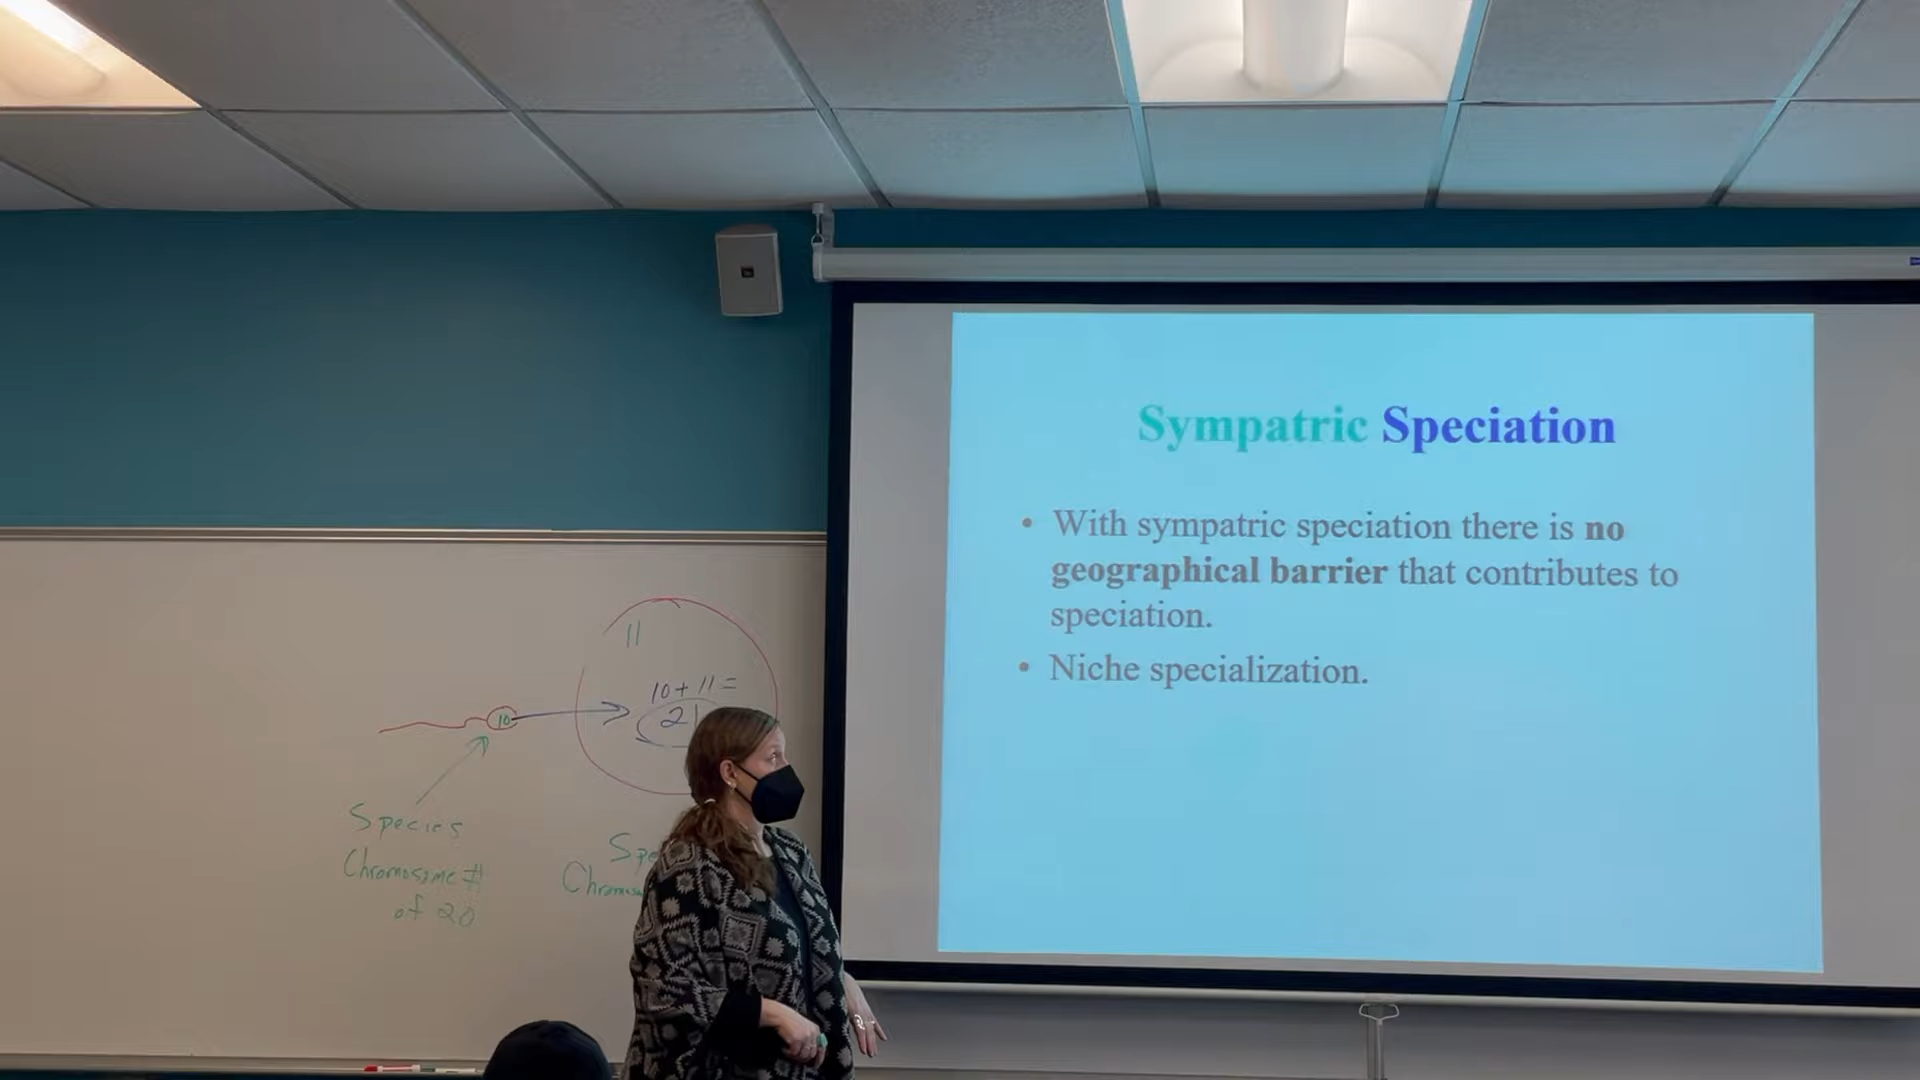 Sympatric Speciation
• With sympatric speciation there is no
geographical barrier that contributes to
speciation.
• Niche specialization.
11
10 + 11 =
21
10
Species
Chromosome #
of 20